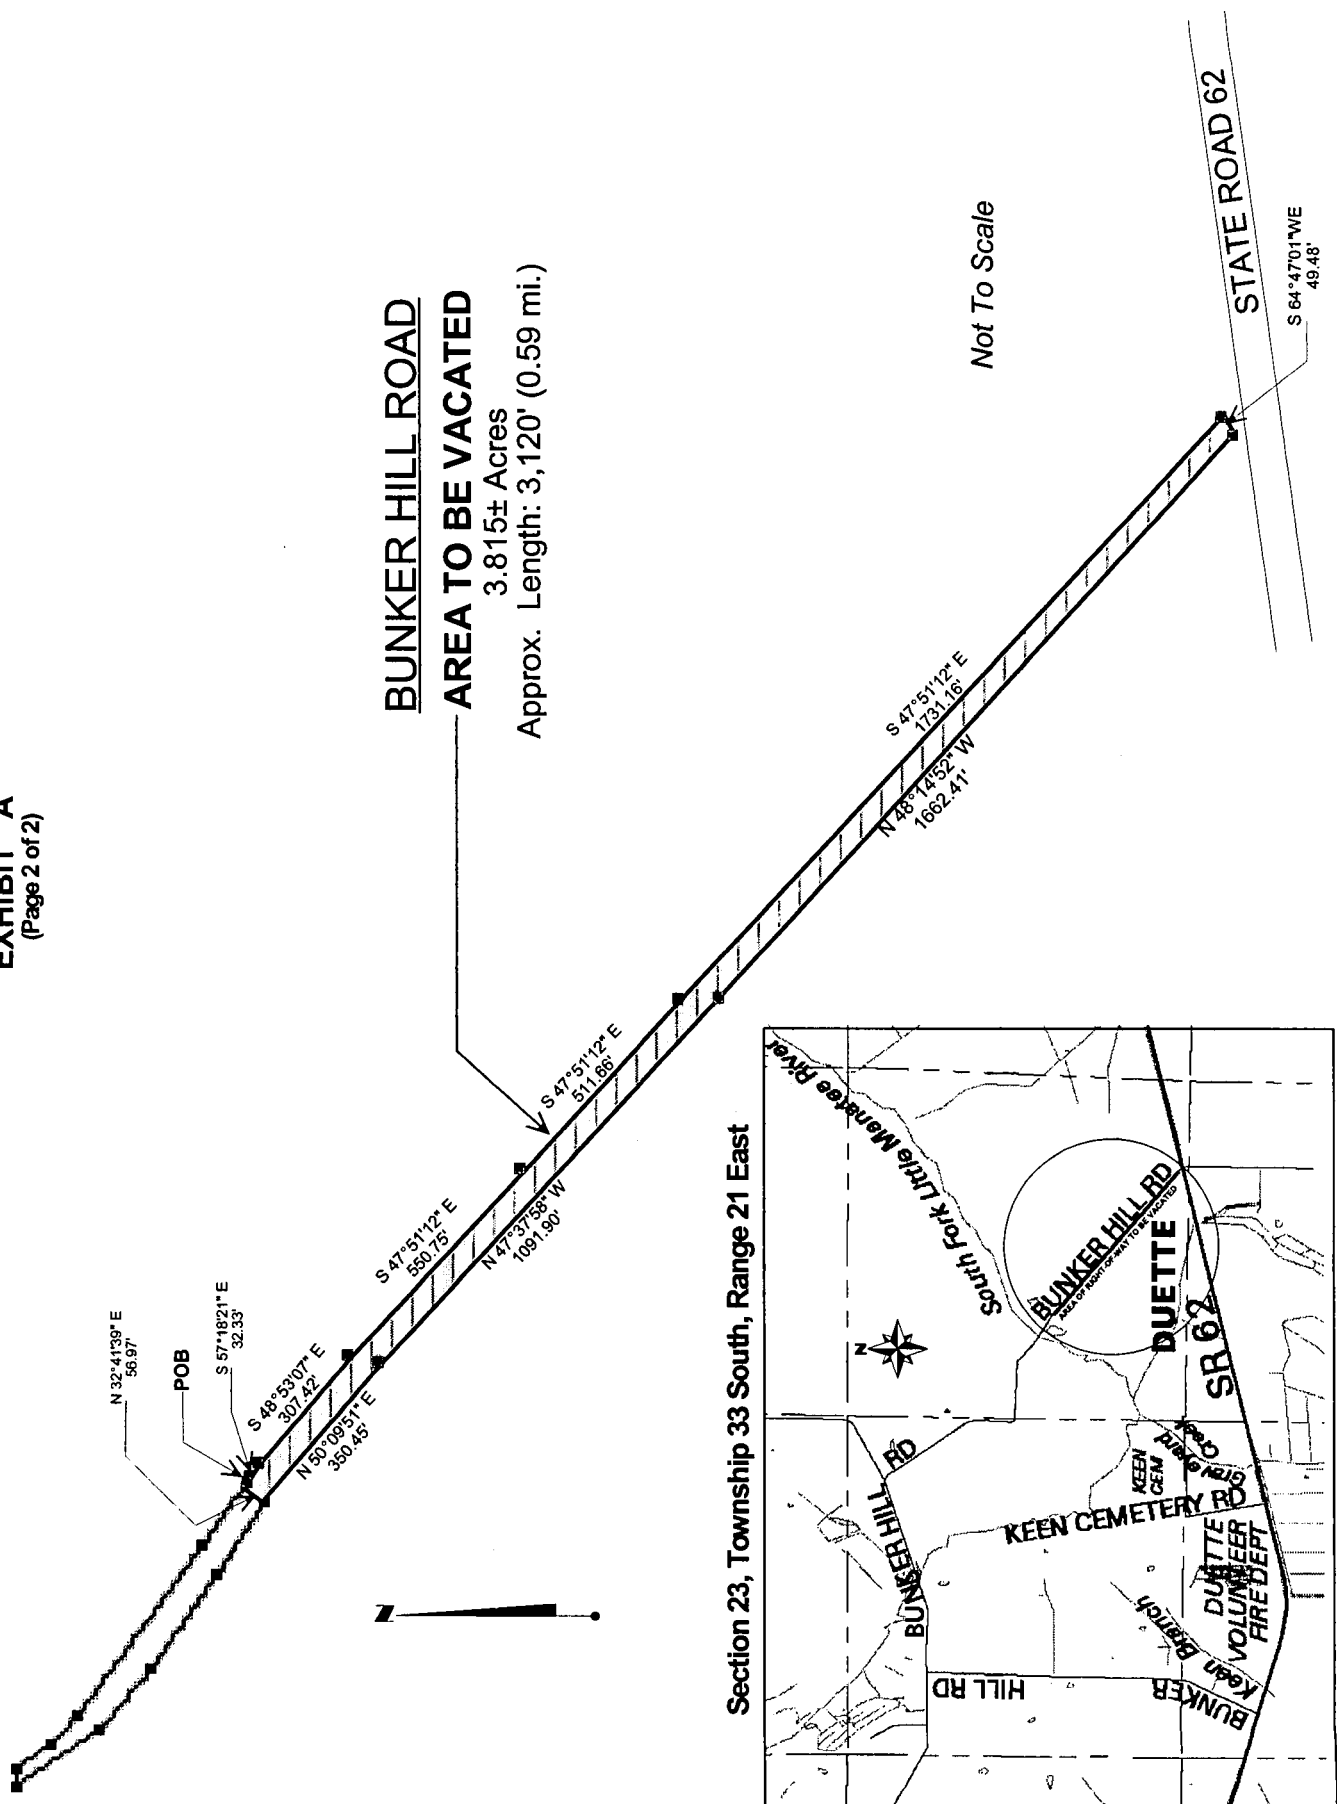 EXHIBIT "A"
(Page 2 of 2)
BUNKER HILL ROAD
AREA TO BE VACATED
3.815± Acres
Approx. Length: 3,120' (0.59 mi.)
N 32°41'39" E
56.97'
POB
S 57°18'21" E
32.33'
S 48°53'07" E
307.42'
N 50°09'51" E
350.45'
S 47°51'12" E
550.75'
N 47°37'58" W
1091.90'
S 47°51'12" E
511.66'
S 47°51'12" E
1731.16'
N 48°14'52" W
1662.41'
Not To Scale
STATE ROAD 62
S 64°47'01"WE
49.48'
N
Section 23, Township 33 South, Range 21 East
South Fork Little Manatee River
N
BUNKER HILL RD
BUNKER HILL RD
AREA OF RIGHT-OF-WAY TO BE VACATED
DUETTE
SR 62
KEEN
CEM
Graveyard
Creek
KEEN CEMETERY RD
DUETTE
VOLUNTEER
FIRE DEPT
Keen Branch
BUNKER HILL RD